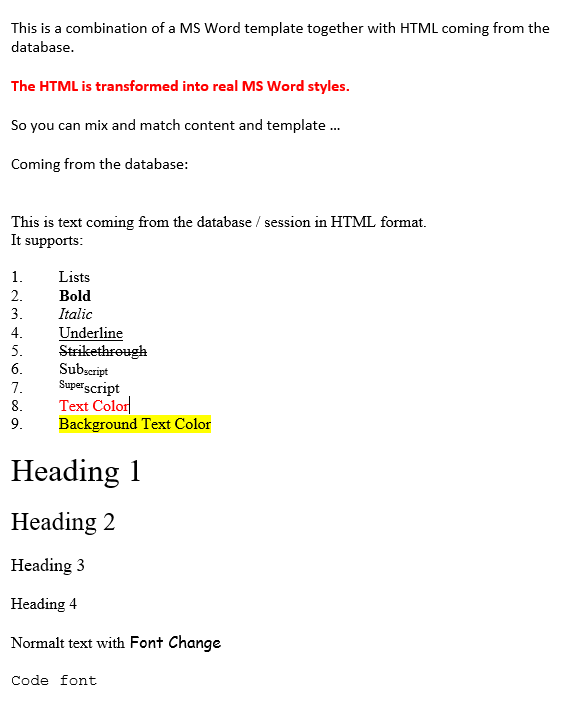 This is a combination of a MS Word template together with HTML coming from the
database.
The HTML is transformed into real MS Word styles.
So you can mix and match content and template ...
Coming from the database:
This is text coming from the database / session in HTML format.
It supports:
1. Lists
2. Bold
3. Italic
4. Underline
5. Strikethrough
6. Subscript
7. Superscript
8. Text Color
9. Background Text Color
Heading 1
Heading 2
Heading 3
Heading 4
Normalt text with Font Change
Code font